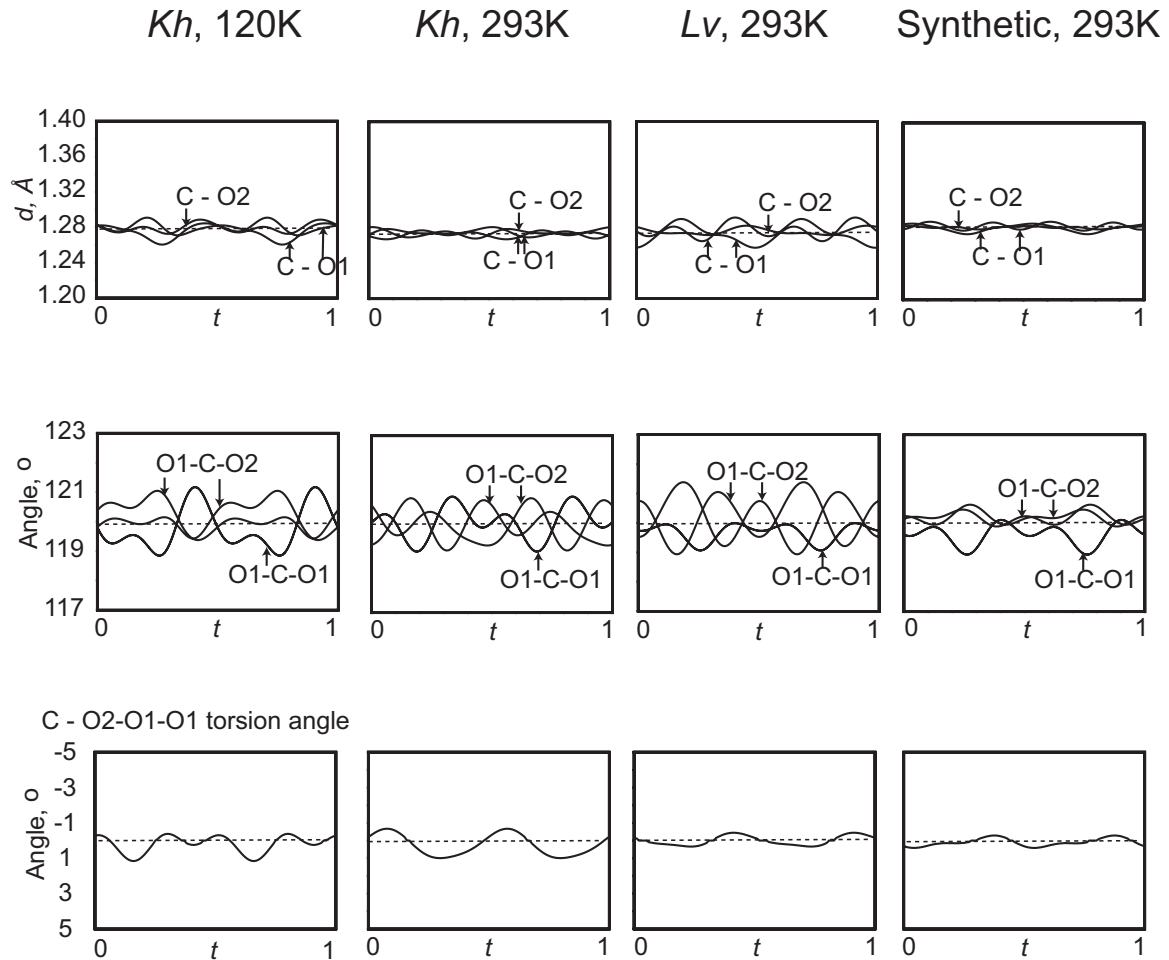 Kh, 120K Kh, 293K Lv, 293K Synthetic, 293K
d, Å
1.40
1.36
1.32
1.28
1.24
1.20
C - O2
C - O1
0 t 1
C - O2
C - O1
0 t 1
C - O2
C - O1
0 t 1
C - O2
C - O1
0 t 1
Angle, o
123
121
119
117
O1-C-O2
O1-C-O1
0 t 1
O1-C-O2
O1-C-O1
0 t 1
O1-C-O2
O1-C-O1
0 t 1
O1-C-O2
O1-C-O1
0 t 1
C - O2-O1-O1 torsion angle
Angle, o
-5
-3
-1
1
3
5
0 t 1
0 t 1
0 t 1
0 t 1